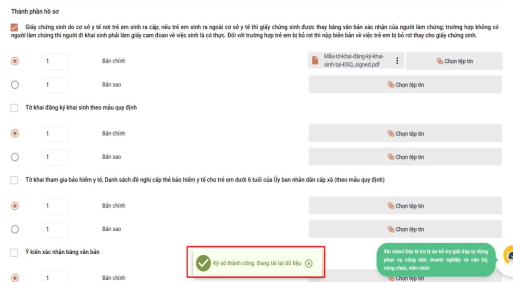 Thành phần hồ sơ
Giấy chứng sinh do cơ sở y tế nơi trẻ em sinh ra cấp; nếu trẻ em sinh ra ngoài cơ sở y tế thì giấy chứng sinh được thay bằng văn bản xác nhận của người làm chứng; trường hợp không có
người làm chứng thì người đi khai sinh phải làm giấy cam đoan về việc sinh là có thực. Đối với trường hợp trẻ em bị bỏ rơi thì nộp biên bản về việc trẻ em bị bỏ rơi thay cho giấy chứng sinh.
1 Bản chính Mẫu-tờ-khai-đăng-ký-khai-
sinh-tại-ĐSQ_signed.pdf Chọn tệp tin
1 Bản sao Chọn tệp tin
Tờ khai đăng ký khai sinh theo mẫu quy định
1 Bản chính Chọn tệp tin
1 Bản sao Chọn tệp tin
Tờ khai tham gia bảo hiểm y tế, Danh sách đề nghị cấp thẻ bảo hiểm y tế cho trẻ em dưới 6 tuổi của Ủy ban nhân dân cấp xã (theo mẫu quy định)
1 Bản chính Chọn tệp tin
1 Bản sao Chọn tệp tin
Ý kiến xác nhận bằng văn bản
Ký số thành công. Đang tải lại dữ liệu
Xin chào! Đây là trợ lý ảo hỗ trợ giải đáp tự động
phục vụ công dân, doanh nghiệp và cán bộ,
công chức, viên chức
1 Bản chính Chọn tệp tin